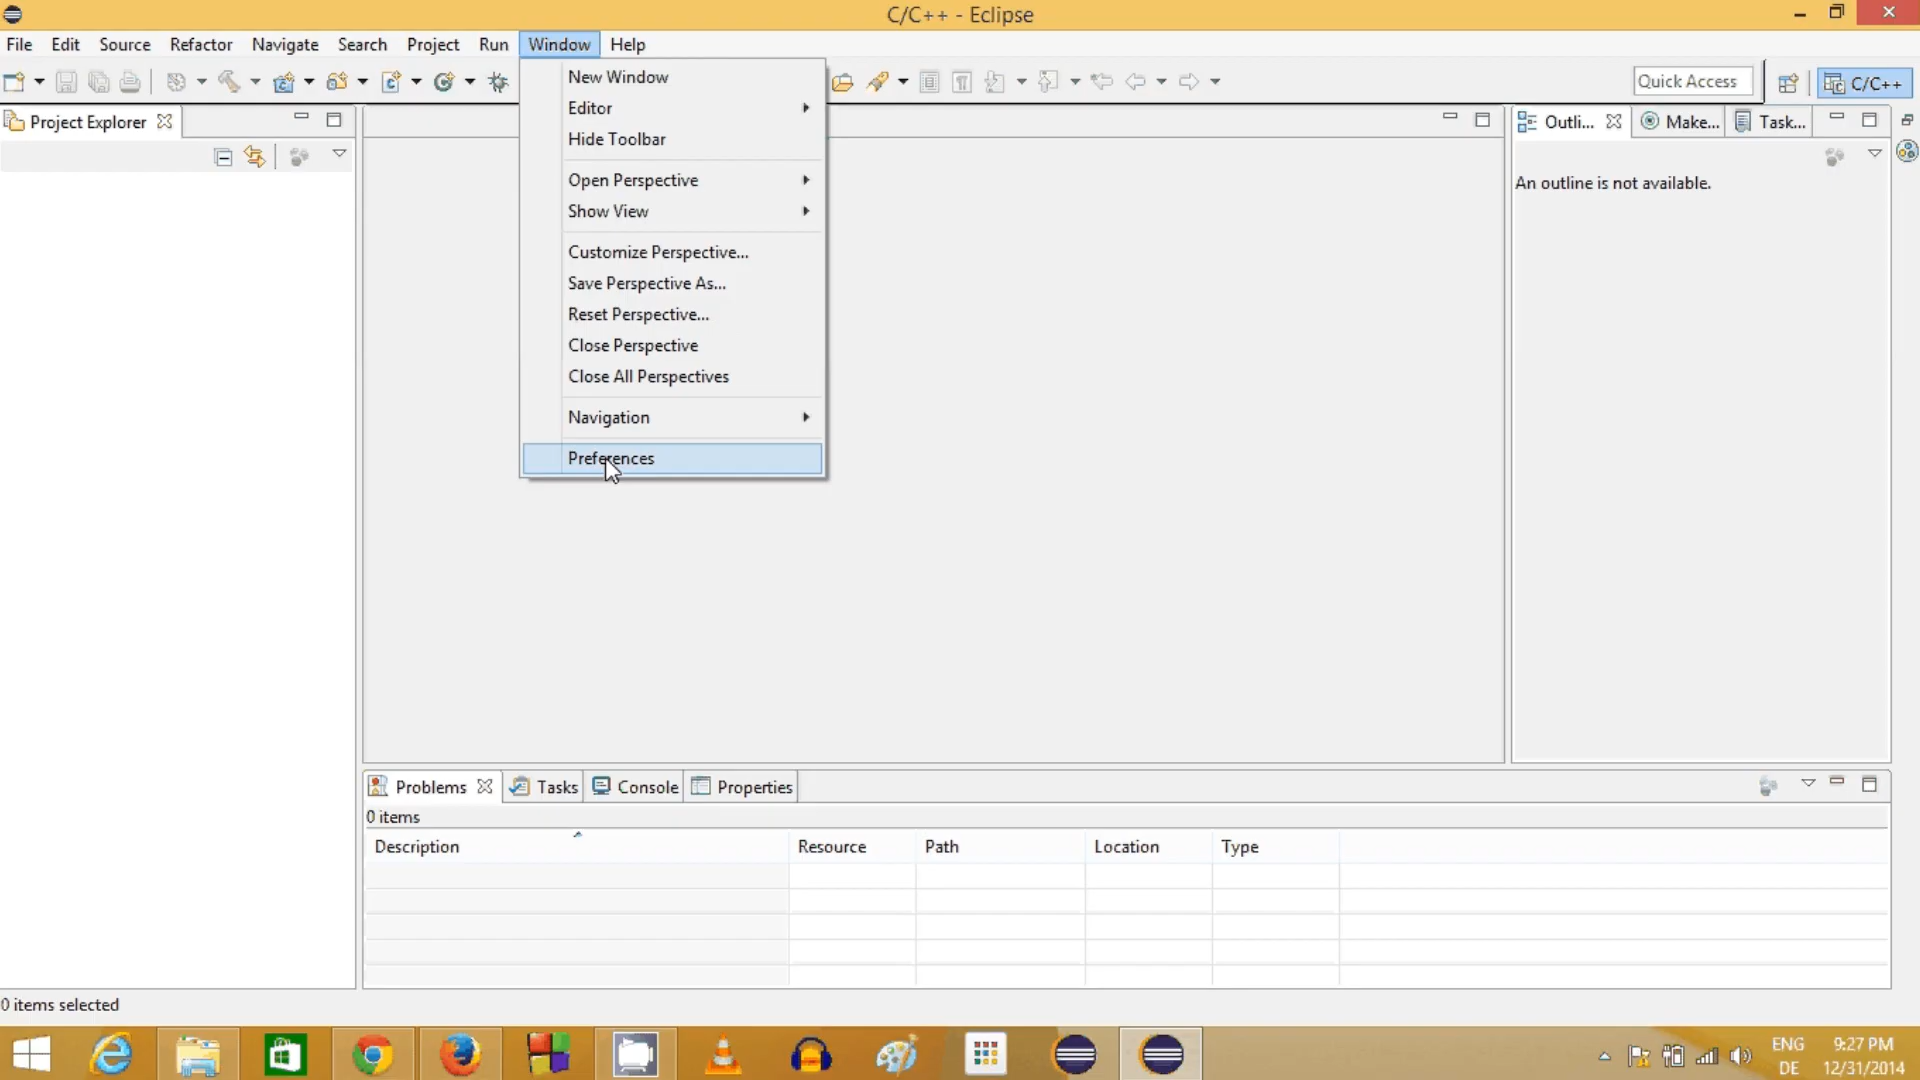 C/C++ - Eclipse
File Edit Source Refactor Navigate Search Project Run Window Help
Quick Access
C/C++
Project Explorer
New Window
Editor
Hide Toolbar
Open Perspective
Show View
Customize Perspective...
Save Perspective As...
Reset Perspective...
Close Perspective
Close All Perspectives
Navigation
Preferences
Outli... Make... Task...
An outline is not available.
Problems Tasks Console Properties
0 items
Description Resource Path Location Type
0 items selected
ENG 9:27 PM
DE 12/31/2014